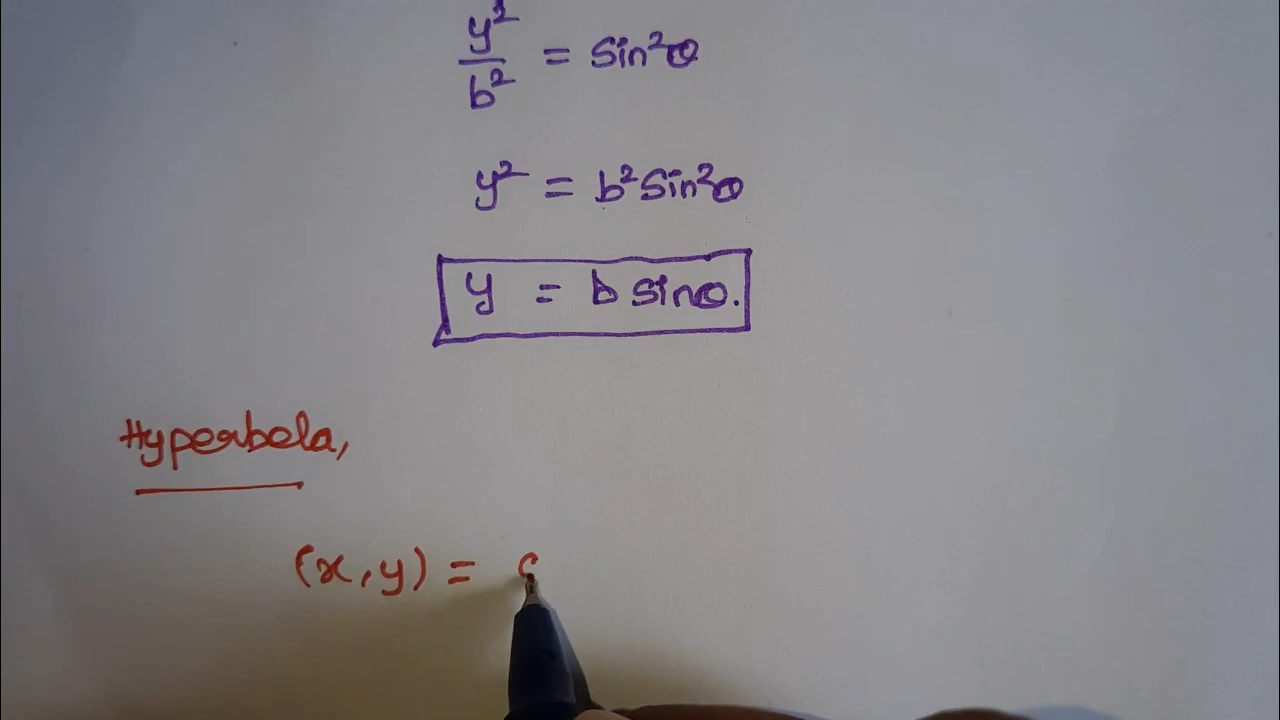 y²/b² = sin²θ
y² = b²sin²θ
y = b sinθ.
Hyperbola,
(x,y) =